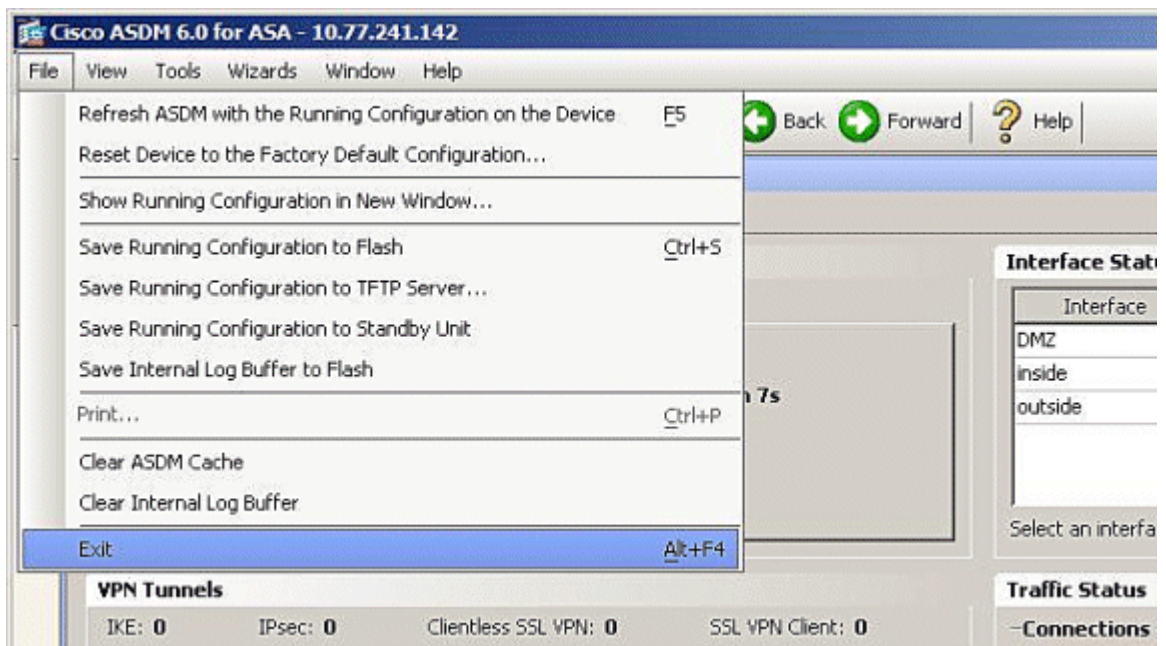 Cisco ASDM 6.0 for ASA - 10.77.241.142
File View Tools Wizards Window Help
Refresh ASDM with the Running Configuration on the Device F5
Reset Device to the Factory Default Configuration...
Show Running Configuration in New Window...
Save Running Configuration to Flash Ctrl+S
Save Running Configuration to TFTP Server...
Save Running Configuration to Standby Unit
Save Internal Log Buffer to Flash
Print... Ctrl+P
Clear ASDM Cache
Clear Internal Log Buffer
Exit Alt+F4
Back Forward Help
Interface
DMZ
inside
outside
7s
Select an
VPN Tunnels
IKE: 0 IPsec: 0 Clientless SSL VPN: 0 SSL VPN Client: 0
Interface
Traffic Status
Connections